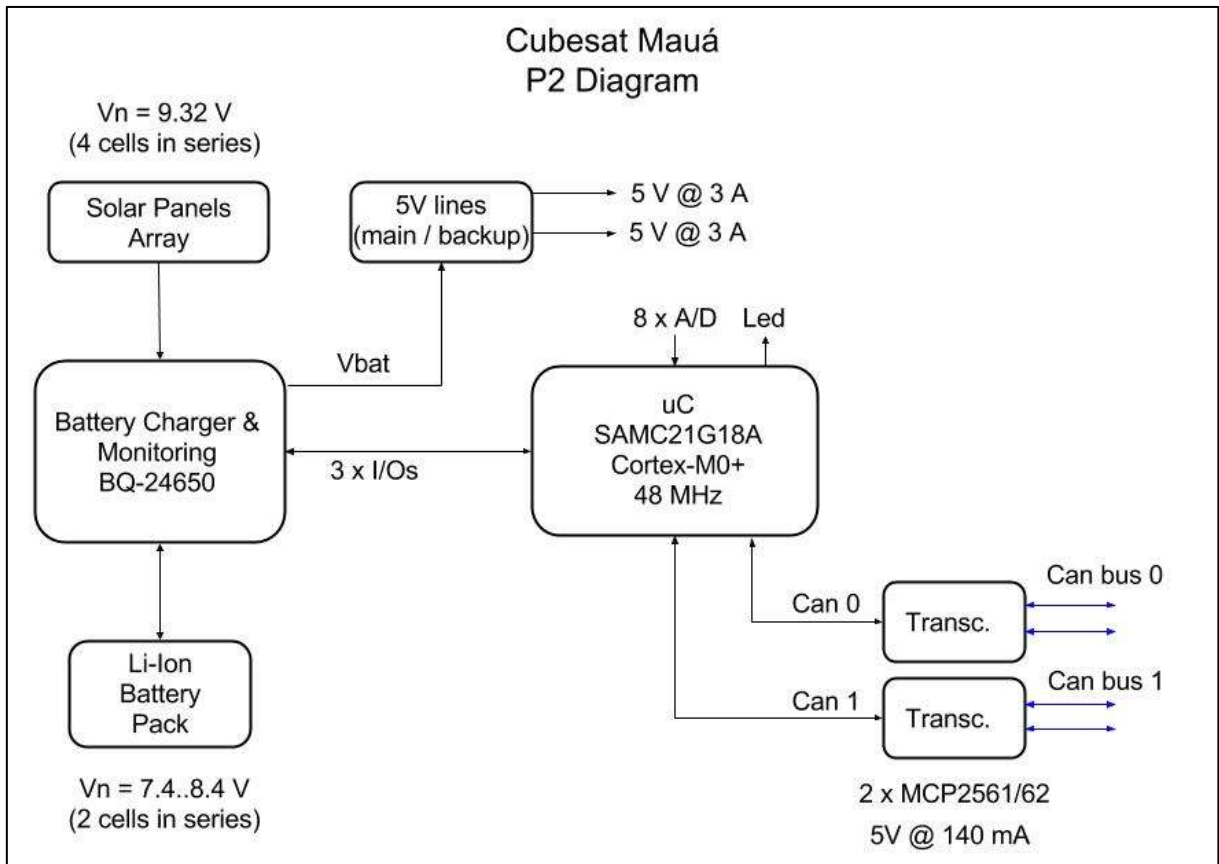 Cubesat Mauá
P2 Diagram
Vn = 9.32 V
(4 cells in series)
Solar Panels
Array
5V lines
(main / backup)
5 V @ 3 A
5 V @ 3 A
8 x A/D
Led
Vbat
Battery Charger &
Monitoring
BQ-24650
3 x I/Os
uC
SAMC21G18A
Cortex-M0+
48 MHz
Can 0
Transc.
Can bus 0
Li-Ion
Battery
Pack
Can 1
Transc.
Can bus 1
Vn = 7.4..8.4 V
(2 cells in series)
2 x MCP2561/62
5V @ 140 mA